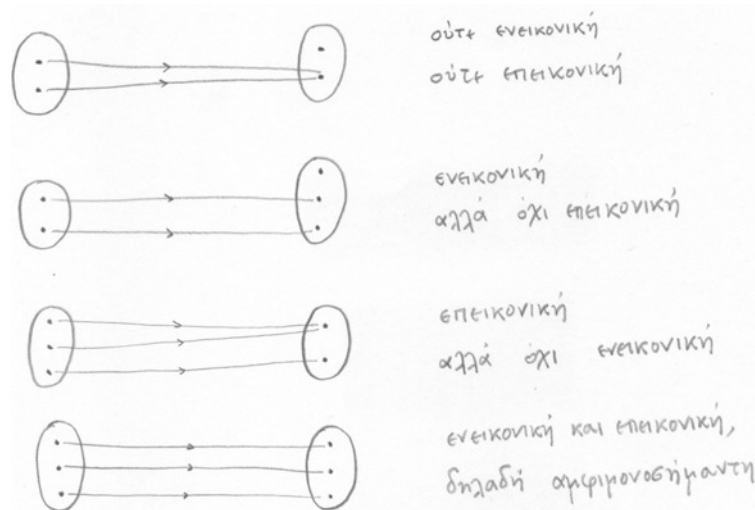 ούτε ενεικονική
ούτε επεικονική
ενεικονική
αλλά όχι επεικονική
επεικονική
αλλά όχι ενεικονική
ενεικονική και επεικονική,
δηλαδή αμφιμονοσήμαντη